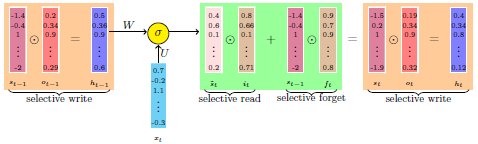 -1.4 0.2 0.5 W 0.4 0.8 -1.4 0.9 -1.5 0.19 0.4
-0.4 0.34 0.36 σ 0.6 0.66 -0.4 0.7 0.2 0.34 0.34
1 ⊙ 0.9 = 0.9 0.1 ⊙ 0.1 + 1 ⊙ 0.9 = 1 ⊙ 0.9 = 0.8
⋮ ⋮ ⋮ U ⋮ ⋮ ⋮ ⋮ ⋮ ⋮ ⋮
-2 0.29 0.6 0.7 0.2 0.71 -2 0.8 -1.9 0.32 0.12
-0.2
s_{t-1} o_{t-1} h_{t-1} 1.1 s̃_t i_t s_{t-1} f_t s_t o_t h_t
selective write ⋮ selective read selective forget selective write
-0.3
x_t